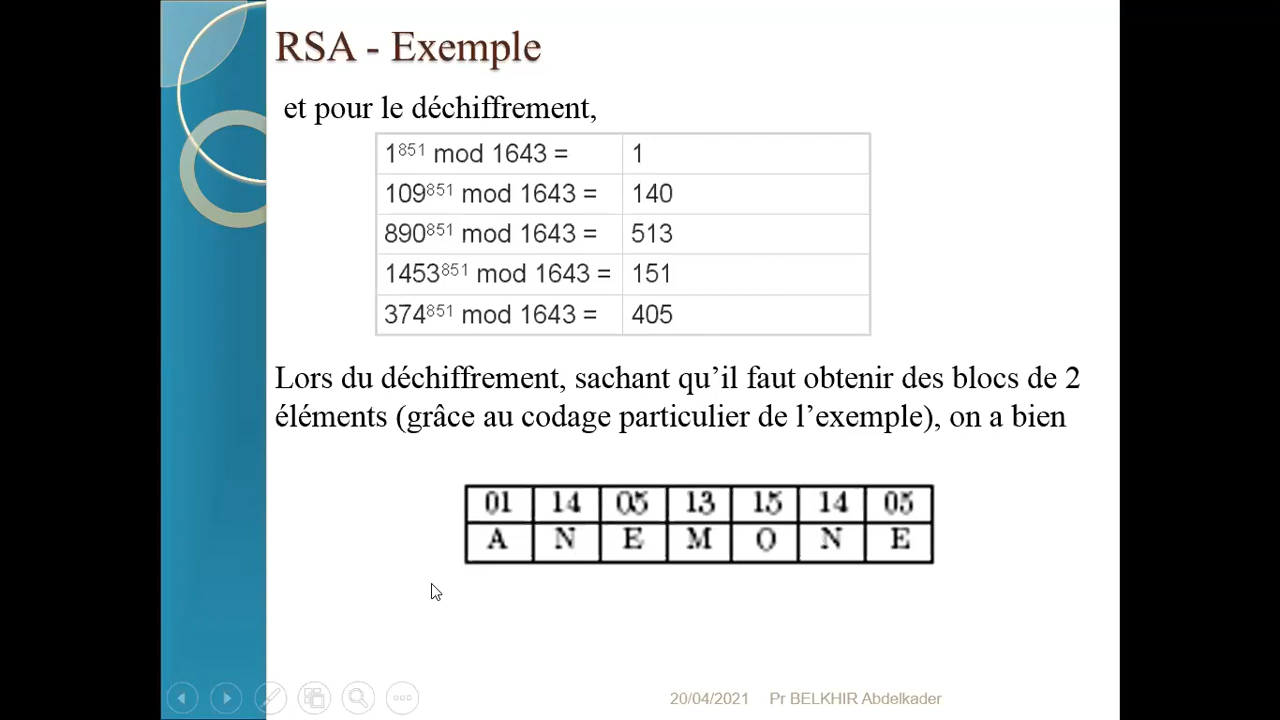 RSA - Exemple
et pour le déchiffrement,
1⁸⁵¹ mod 1643 = 1
109⁸⁵¹ mod 1643 = 140
890⁸⁵¹ mod 1643 = 513
1453⁸⁵¹ mod 1643 = 151
374⁸⁵¹ mod 1643 = 405
Lors du déchiffrement, sachant qu’il faut obtenir des blocs de 2
éléments (grâce au codage particulier de l’exemple), on a bien
01 14 05 13 15 14 05
A N E M O N E
20/04/2021 Pr BELKHIR Abdelkader